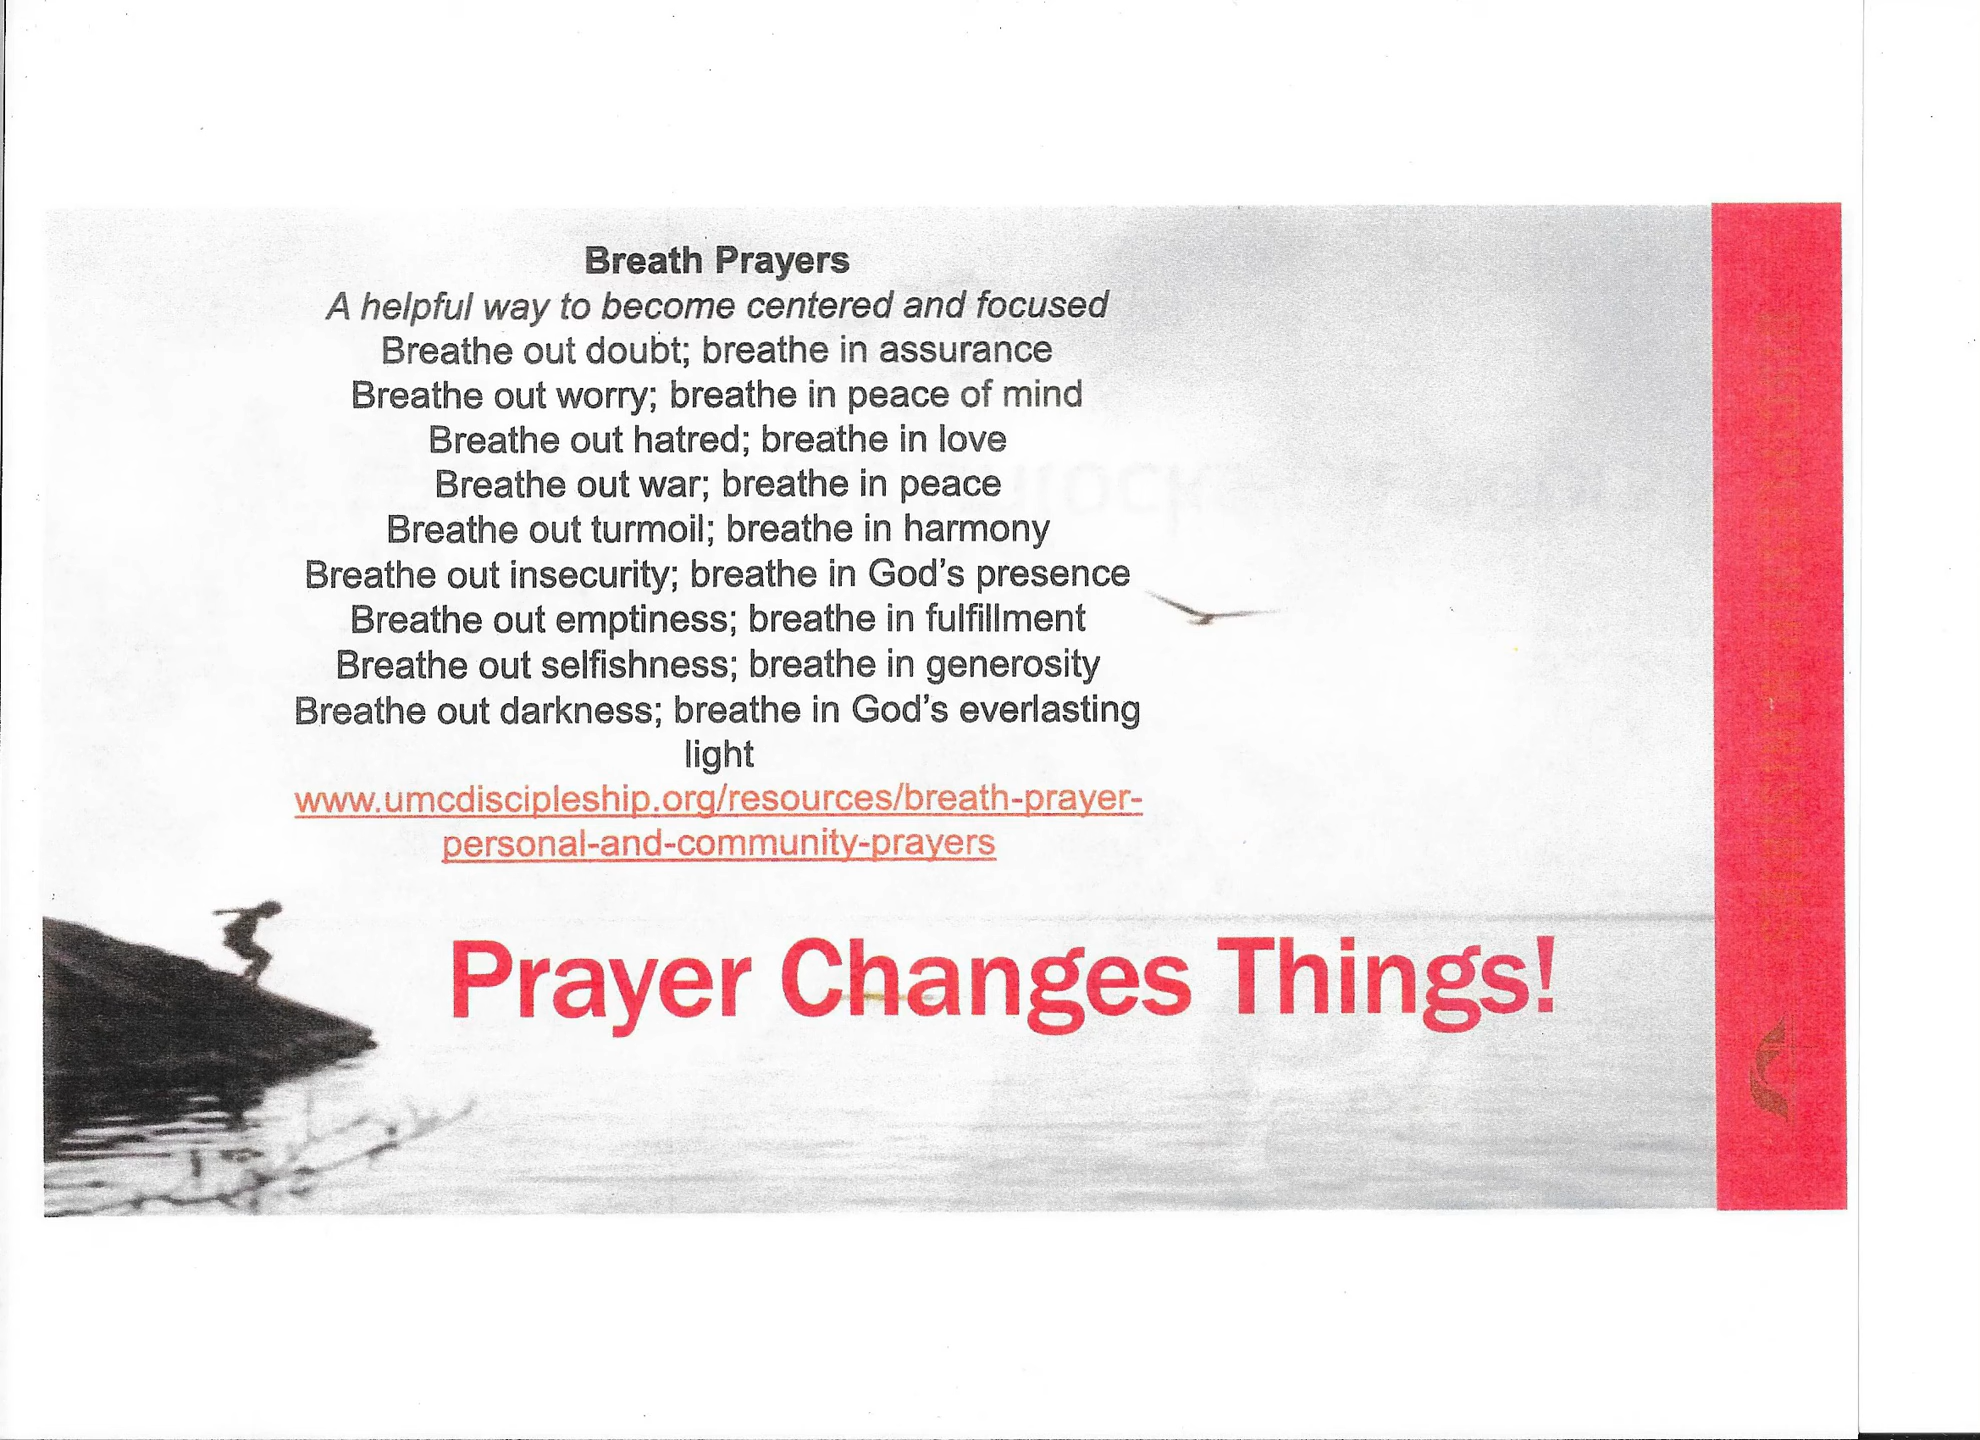 Breath Prayers
A helpful way to become centered and focused
Breathe out doubt; breathe in assurance
Breathe out worry; breathe in peace of mind
Breathe out hatred; breathe in love
Breathe out war; breathe in peace
Breathe out turmoil; breathe in harmony
Breathe out insecurity; breathe in God's presence
Breathe out emptiness; breathe in fulfillment
Breathe out selfishness; breathe in generosity
Breathe out darkness; breathe in God's everlasting
light
www.umcdiscipleship.org/resources/breath-prayer-
personal-and-community-prayers
Prayer Changes Things!